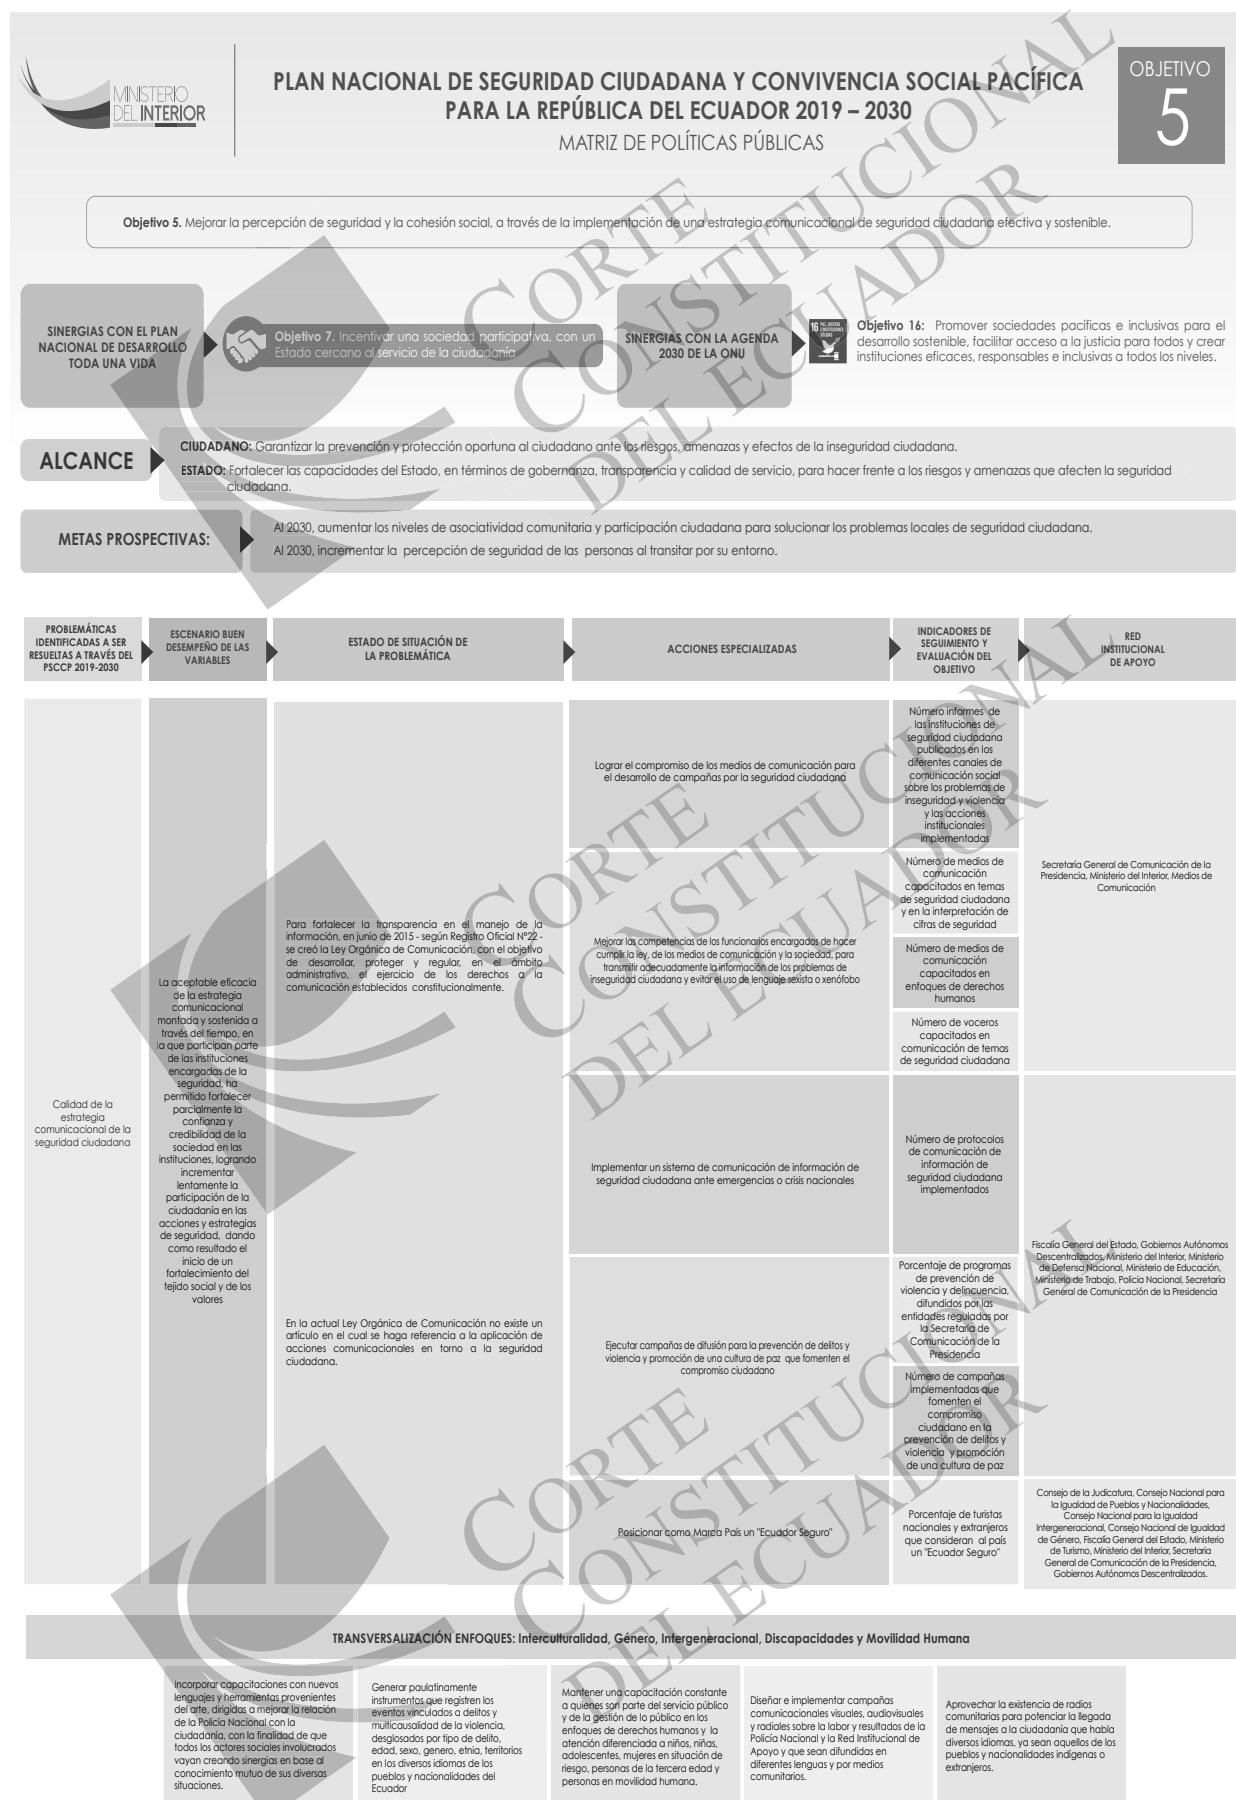 MINISTERIO
DEL INTERIOR
PLAN NACIONAL DE SEGURIDAD CIUDADANA Y CONVIVENCIA SOCIAL PACÍFICA
PARA LA REPÚBLICA DEL ECUADOR 2019 – 2030
MATRIZ DE POLÍTICAS PÚBLICAS
OBJETIVO
5
Objetivo 5. Mejorar la percepción de seguridad y la cohesión social, a través de la implementación de una estrategia comunicacional de seguridad ciudadana efectiva y sostenible.
SINERGIAS CON EL PLAN
NACIONAL DE DESARROLLO
TODA UNA VIDA
Objetivo 7. Incentivar una sociedad participativa, con un
Estado cercano al servicio de la ciudadanía
SINERGIAS CON LA AGENDA
2030 DE LA ONU
16
Objetivo 16: Promover sociedades pacíficas e inclusivas para el
desarrollo sostenible, facilitar acceso a la justicia para todos y crear
instituciones eficaces, responsables e inclusivas a todos los niveles.
ALCANCE
CIUDADANO: Garantizar la prevención y protección oportuna al ciudadano ante los riesgos, amenazas y efectos de la inseguridad ciudadana.
ESTADO: Fortalecer las capacidades del Estado, en términos de gobernanza, transparencia y calidad de servicio, para hacer frente a los riesgos y amenazas que afecten la seguridad
ciudadana.
METAS PROSPECTIVAS:
Al 2030, aumentar los niveles de asociatividad comunitaria y participación ciudadana para solucionar los problemas locales de seguridad ciudadana.
Al 2030, incrementar la percepción de seguridad de las personas al transitar por su entorno.
CORTE
CONSTITUCIONAL
DEL ECUADOR
PROBLEMÁTICAS
IDENTIFICADAS A SER
RESUELTAS A TRAVÉS DEL
PSCCP 2019-2030
ESCENARIO BUEN
DESEMPEÑO DE LAS
VARIABLES
ESTADO DE SITUACIÓN DE
LA PROBLEMÁTICA
ACCIONES ESPECIALIZADAS
INDICADORES DE
SEGUIMIENTO Y
EVALUACIÓN DEL
OBJETIVO
RED
INSTITUCIONAL
DE APOYO
Calidad de la
estrategia
comunicacional de la
seguridad ciudadana
La aceptable eficacia
de la estrategia
comunicacional
montada y sostenida a
través del tiempo, en
la que participan parte
de las instituciones
encargadas de la
seguridad, ha
permitido fortalecer
parcialmente la
confianza y
credibilidad de la
sociedad en las
instituciones, logrando
incrementar
lentamente la
participación de la
ciudadanía en las
acciones y estrategias
de seguridad, dando
como resultado el
inicio de un
fortalecimiento del
tejido social y de los
valores
Para fortalecer la transparencia en el manejo de la
información, en junio de 2015 - según Registro Oficial N°22 -
se creó la Ley Orgánica de Comunicación, con el objetivo
de desarrollar, proteger y regular, en el ámbito
administrativo, el ejercicio de los derechos a la
comunicación establecidos constitucionalmente.
En la actual Ley Orgánica de Comunicación no existe un
artículo en el cual se haga referencia a la aplicación de
acciones comunicacionales en torno a la seguridad
ciudadana.
Lograr el compromiso de los medios de comunicación para
el desarrollo de campañas por la seguridad ciudadana
Mejorar las competencias de los funcionarios encargados de hacer
cumplir la ley, de los medios de comunicación y la sociedad, para
transmitir adecuadamente la información de los problemas de
inseguridad ciudadana y evitar el uso de lenguaje sexista o xenófobo
Implementar un sistema de comunicación de información de
seguridad ciudadana ante emergencias o crisis nacionales
Ejecutar campañas de difusión para la prevención de delitos y
violencia y promoción de una cultura de paz que fomenten el
compromiso ciudadano
Posicionar como Marca País un "Ecuador Seguro"
Número informes de
las instituciones de
seguridad ciudadana
publicados en los
diferentes canales de
comunicación social
sobre los problemas de
inseguridad y violencia
y las acciones
institucionales
implementadas
Número de medios de
comunicación
capacitados en temas
de seguridad ciudadana
y en la interpretación de
cifras de seguridad
Número de medios de
comunicación
capacitados en
enfoques de derechos
humanos
Número de voceros
capacitados en
comunicación de temas
de seguridad ciudadana
Número de protocolos
de comunicación de
información de
seguridad ciudadana
implementados
Porcentaje de programas
de prevención de
violencia y delincuencia,
difundidos por las
entidades reguladas por
la Secretaría de
Comunicación de la
Presidencia
Número de campañas
implementadas que
fomenten el
compromiso
ciudadano en la
prevención de delitos y
violencia y promoción
de una cultura de paz
Porcentaje de turistas
nacionales y extranjeros
que consideran al país
un "Ecuador Seguro"
Secretaría General de Comunicación de la
Presidencia, Ministerio del Interior, Medios de
Comunicación
Fiscalía General del Estado, Gobiernos Autónomos
Descentralizados, Ministerio del Interior, Ministerio
de Defensa Nacional, Ministerio de Educación,
Ministerio de Trabajo, Policía Nacional, Secretaría
General de Comunicación de la Presidencia
Consejo de la Judicatura, Consejo Nacional para
la Igualdad de Pueblos y Nacionalidades,
Consejo Nacional para la Igualdad
Intergeneracional, Consejo Nacional de Igualdad
de Género, Fiscalía General del Estado, Ministerio
de Turismo, Ministerio del Interior, Secretaría
General de Comunicación de la Presidencia,
Gobiernos Autónomos Descentralizados.
CORTE
CONSTITUCIONAL
DEL ECUADOR
CORTE
CONSTITUCIONAL
DEL ECUADOR
TRANSVERSALIZACIÓN ENFOQUES: Interculturalidad, Género, Intergeneracional, Discapacidades y Movilidad Humana
Incorporar capacitaciones con nuevos
lenguajes y herramientas provenientes
del arte, dirigidas a mejorar la relación
de la Policía Nacional con la
ciudadanía, con la finalidad de que
todos los actores sociales involucrados
vayan creando sinergias en base al
conocimiento mutuo de sus diversas
situaciones.
Generar paulatinamente
instrumentos que registren los
eventos vinculados a delitos y
multicausalidad de la violencia,
desglosados por tipo de delito,
edad, sexo, genero, etnia, territorios
en los diversos idiomas de los
pueblos y nacionalidades del
Ecuador
Mantener una capacitación constante
a quienes son parte del servicio público
y de la gestión de lo público en los
enfoques de derechos humanos y la
atención diferenciada a niños, niñas,
adolescentes, mujeres en situación de
riesgo, personas de la tercera edad y
personas en movilidad humana.
Diseñar e implementar campañas
comunicacionales visuales, audiovisuales
y radiales sobre la labor y resultados de la
Policía Nacional y la Red Institucional de
Apoyo y que sean difundidas en
diferentes lenguas y por medios
comunitarios.
Aprovechar la existencia de radios
comunitarias para potenciar la llegada
de mensajes a la ciudadanía que habla
diversos idiomas, ya sean aquellos de los
pueblos y nacionalidades indígenas o
extranjeros.